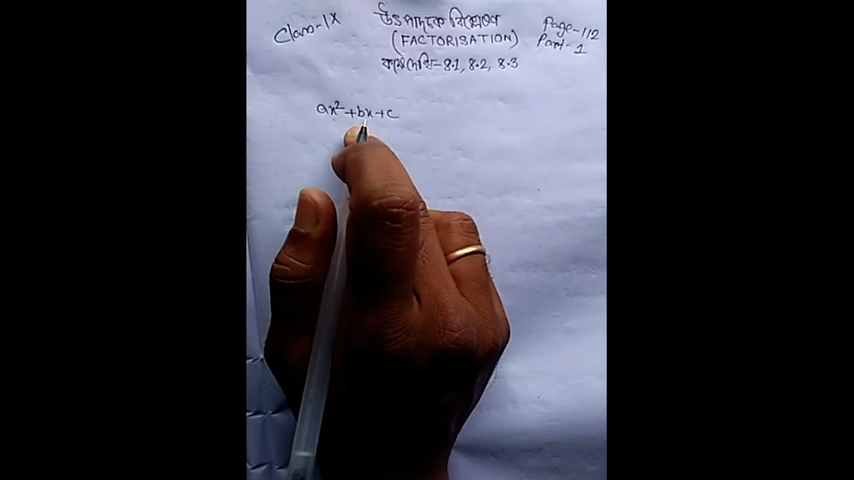 Class-IX
উৎপাদকে বিশ্লেষণ
(FACTORISATION)
Page-112
Part-1
কষে দেখি-8.1, 8.2, 8.3
ax²+bx+c